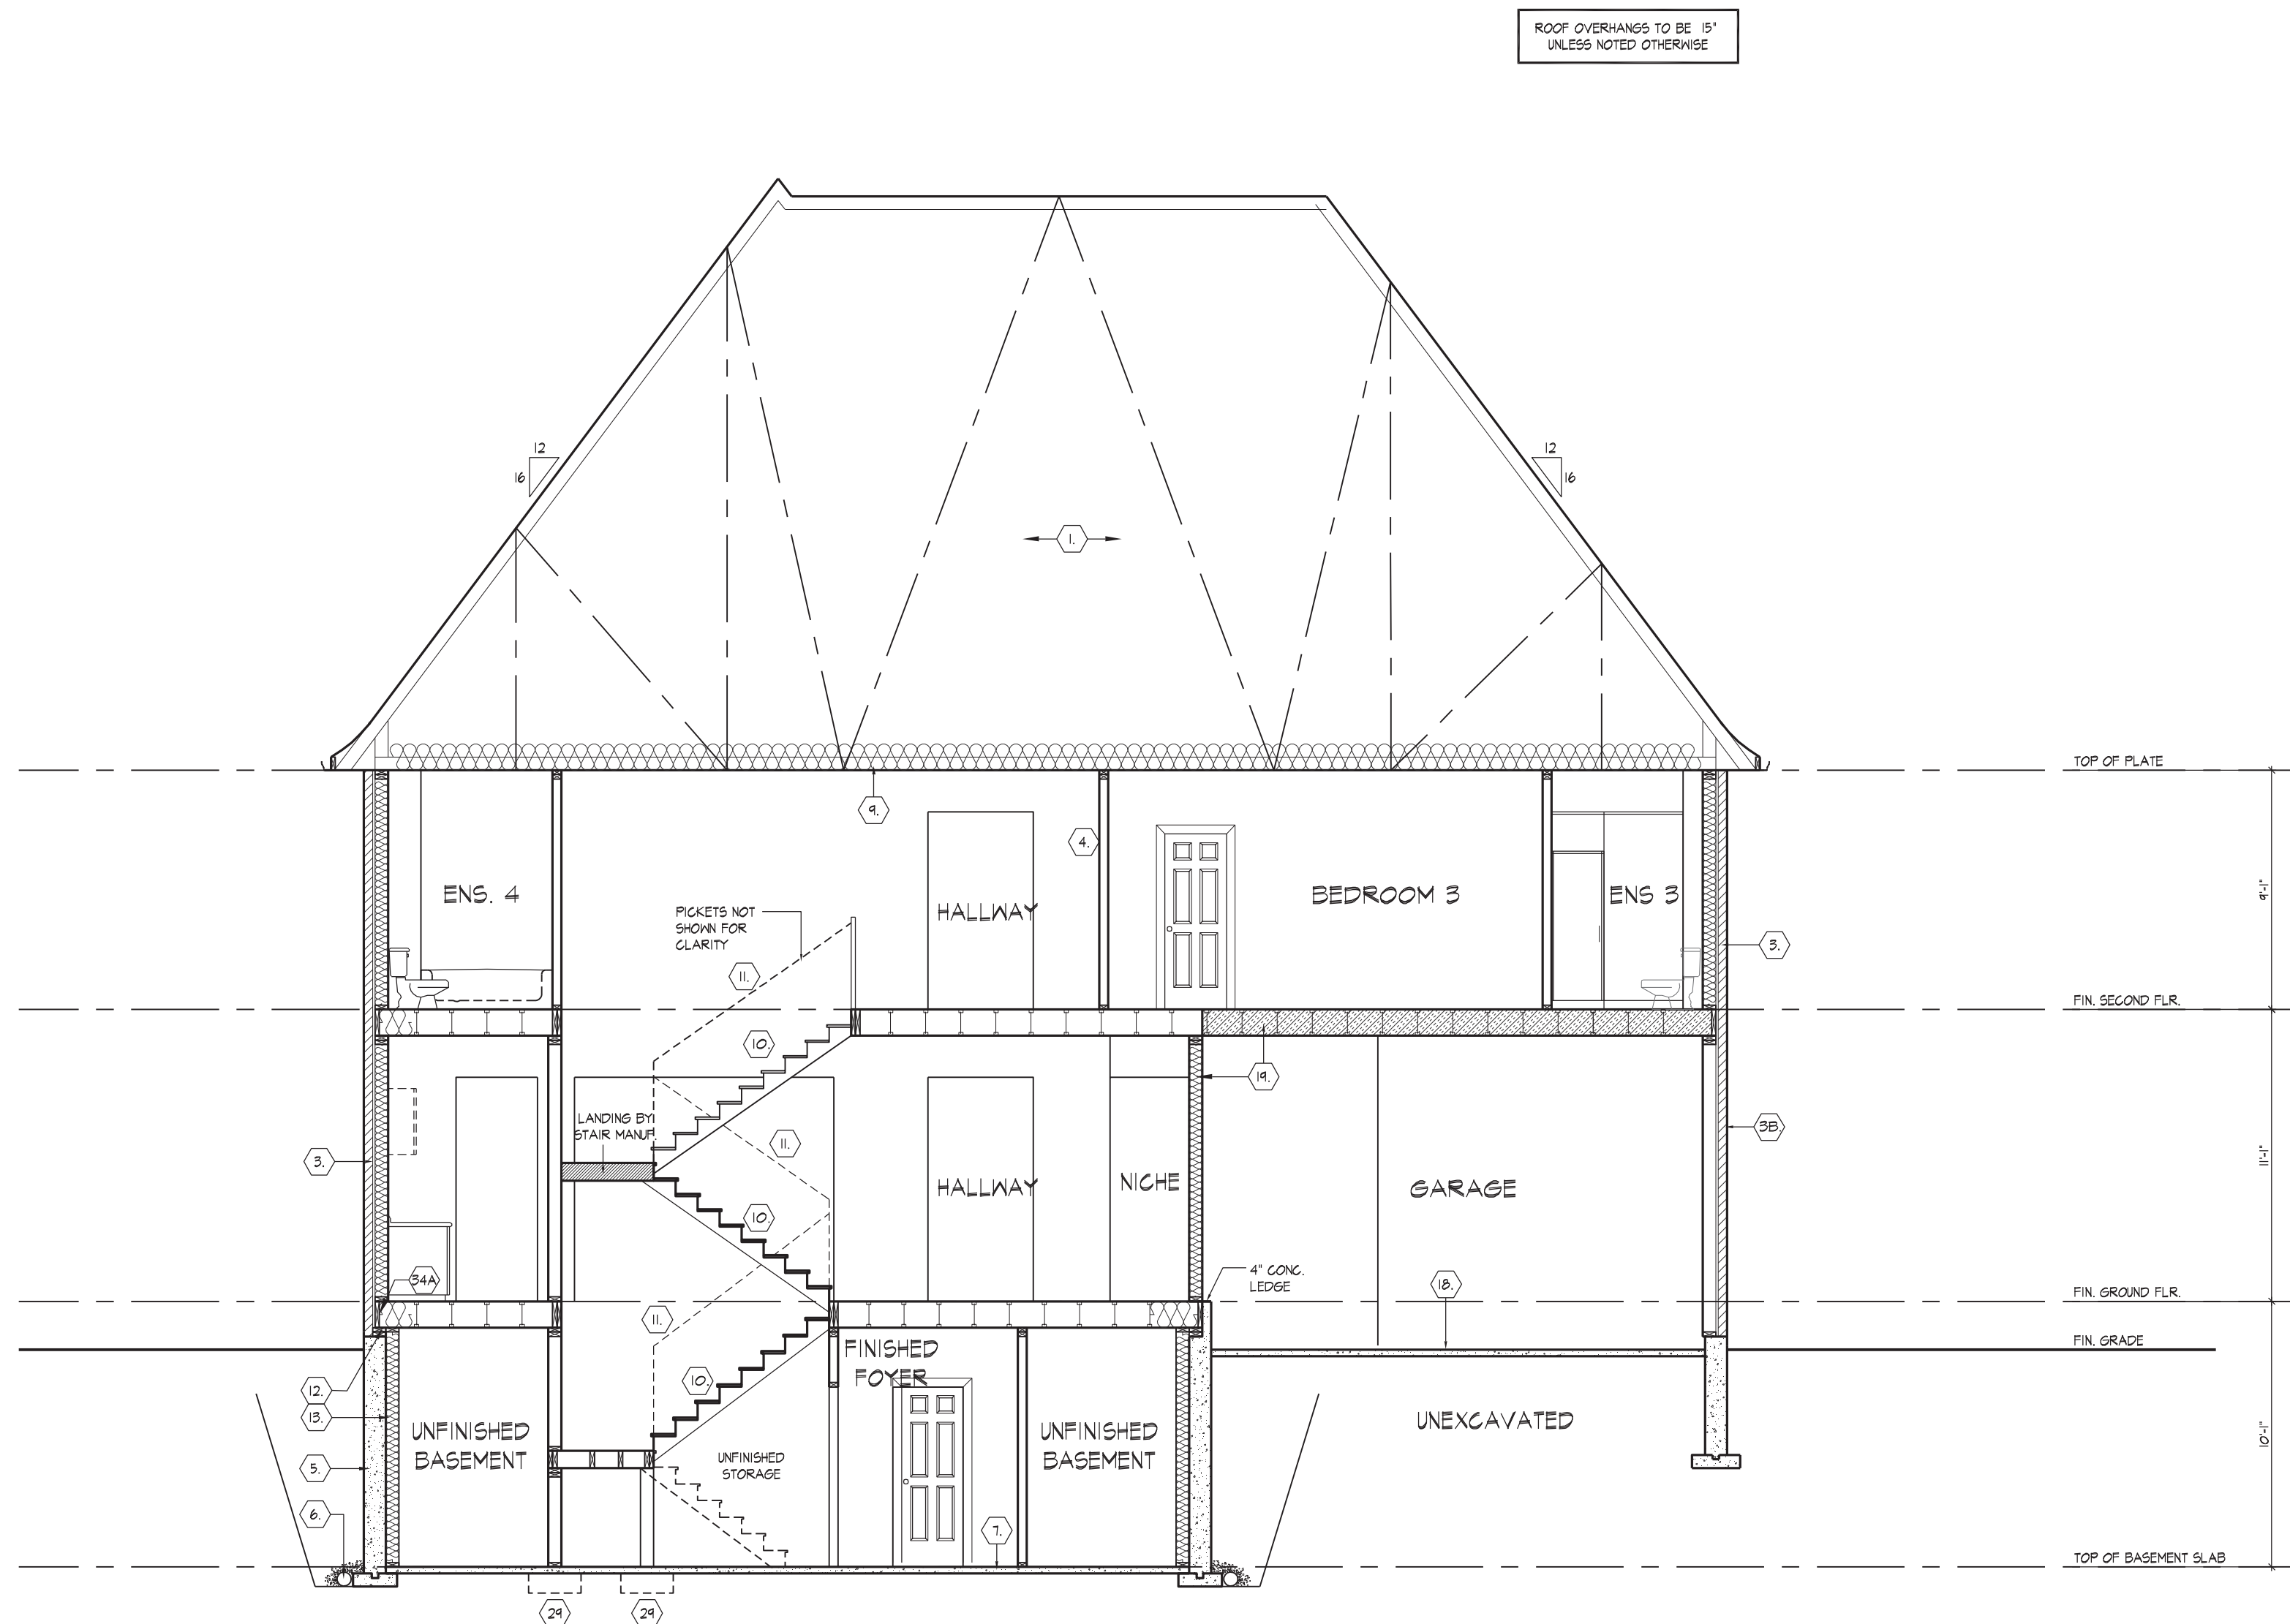 ROOF OVERHANGS TO BE 15"
UNLESS NOTED OTHERWISE
12
16
12
16
1.
TOP OF PLATE
9.
4.
ENS. 4
PICKETS NOT
SHOWN FOR
CLARITY
HALLWAY
BEDROOM 3
ENS 3
9'-1"
3.
11.
FIN. SECOND FLR.
10.
19.
LANDING BY
STAIR MANUF.
11.
3B.
3.
HALLWAY
NICHE
GARAGE
11'-1"
10.
34A
4" CONC.
LEDGE
18.
FIN. GROUND FLR.
11.
FINISHED
FOYER
FIN. GRADE
12.
10.
13.
UNFINISHED
BASEMENT
UNFINISHED
BASEMENT
UNEXCAVATED
10'-1"
5.
UNFINISHED
STORAGE
6.
7.
TOP OF BASEMENT SLAB
29
29